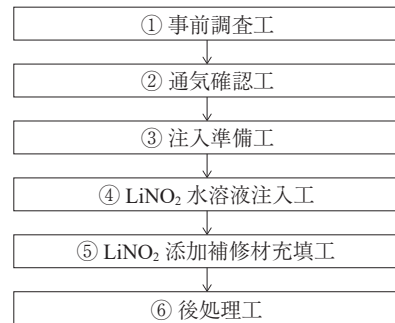 ① 事前調査工
② 通気確認工
③ 注入準備工
④ LiNO₂ 水溶液注入工
⑤ LiNO₂ 添加補修材充填工
⑥ 後処理工